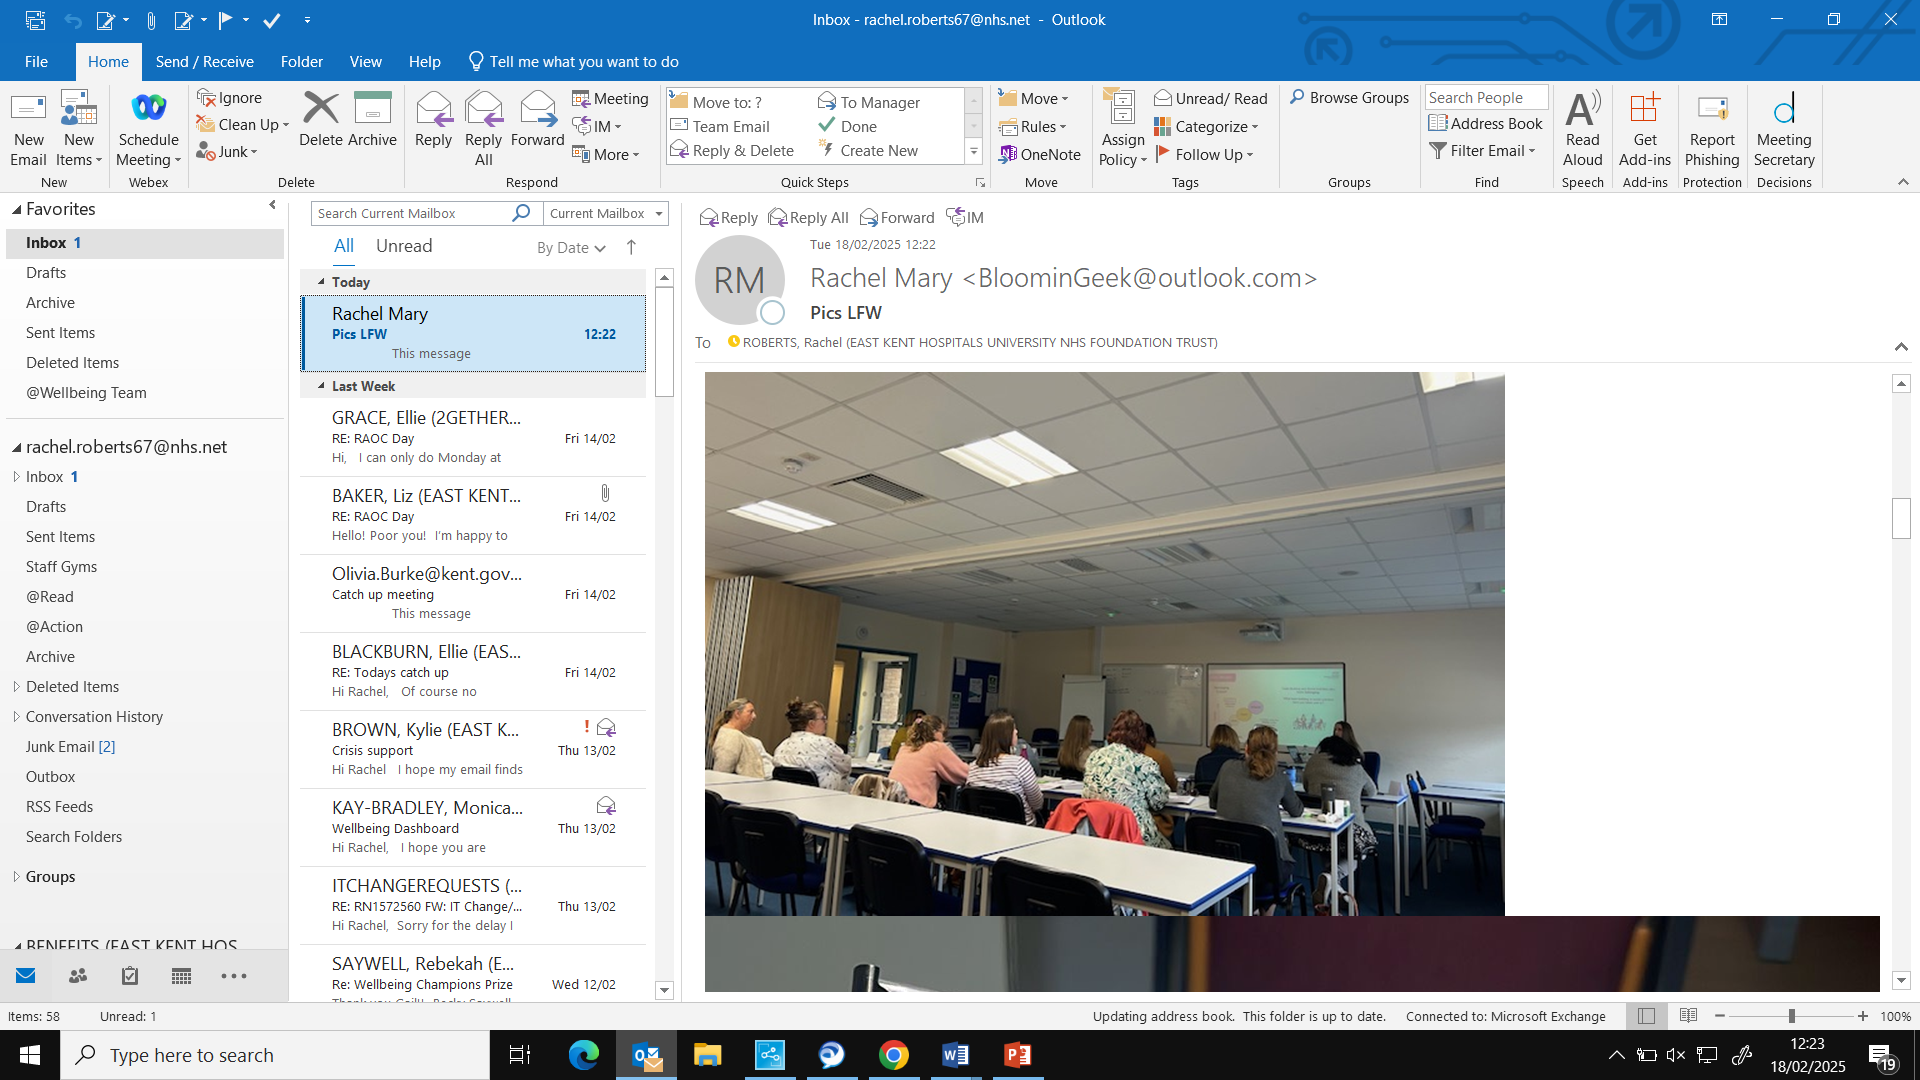 Inbox - rachel.roberts67@nhs.net - Outlook
File Home Send / Receive Folder View Help Tell me what you want to do
New Email
New Items
New
Schedule Meeting
Webex
Ignore
Clean Up
Junk
Delete
Archive
Delete
Reply
Reply All
Forward
Meeting
IM
More
Respond
Move to: ?
Team Email
Reply & Delete
To Manager
Done
Create New
Quick Steps
Move
Rules
OneNote
Move
Assign Policy
Unread/ Read
Categorize
Follow Up
Tags
Browse Groups
Groups
Search People
Address Book
Filter Email
Find
Read Aloud
Speech
Get Add-ins
Add-ins
Report Phishing
Protection
Meeting Secretary
Decisions
Favorites
Inbox 1
Drafts
Archive
Sent Items
Deleted Items
@Wellbeing Team
rachel.roberts67@nhs.net
Inbox 1
Drafts
Sent Items
Staff Gyms
@Read
@Action
Archive
Deleted Items
Conversation History
Junk Email [2]
Outbox
RSS Feeds
Search Folders
Groups
BENEFITS (EAST KENT HOS
Search Current Mailbox
Current Mailbox
All Unread By Date
Today
Rachel Mary
Pics LFW 12:22
This message
Last Week
GRACE, Ellie (2GETHER...
RE: RAOC Day Fri 14/02
Hi, I can only do Monday at
BAKER, Liz (EAST KENT...
RE: RAOC Day Fri 14/02
Hello! Poor you! I'm happy to
Olivia.Burke@kent.gov...
Catch up meeting Fri 14/02
This message
BLACKBURN, Ellie (EAS...
RE: Todays catch up Fri 14/02
Hi Rachel, Of course no
BROWN, Kylie (EAST K...
Crisis support Thu 13/02
Hi Rachel I hope my email finds
KAY-BRADLEY, Monica...
Wellbeing Dashboard Thu 13/02
Hi Rachel, I hope you are
ITCHANGEREQUESTS (...
RE: RN1572560 FW: IT Change/... Thu 13/02
Hi Rachel, Sorry for the delay I
SAYWELL, Rebekah (E...
Re: Wellbeing Champions Prize Wed 12/02
Reply Reply All Forward IM
Tue 18/02/2025 12:22
RM
Rachel Mary <BloominGeek@outlook.com>
Pics LFW
To ROBERTS, Rachel (EAST KENT HOSPITALS UNIVERSITY NHS FOUNDATION TRUST)
Items: 58 Unread: 1
Updating address book. This folder is up to date. Connected to: Microsoft Exchange
100%
Type here to search
12:23
18/02/2025
19